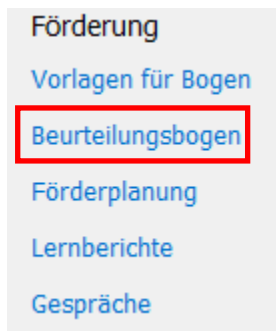 Förderung
Vorlagen für Bogen
Beurteilungsbogen
Förderplanung
Lernberichte
Gespräche